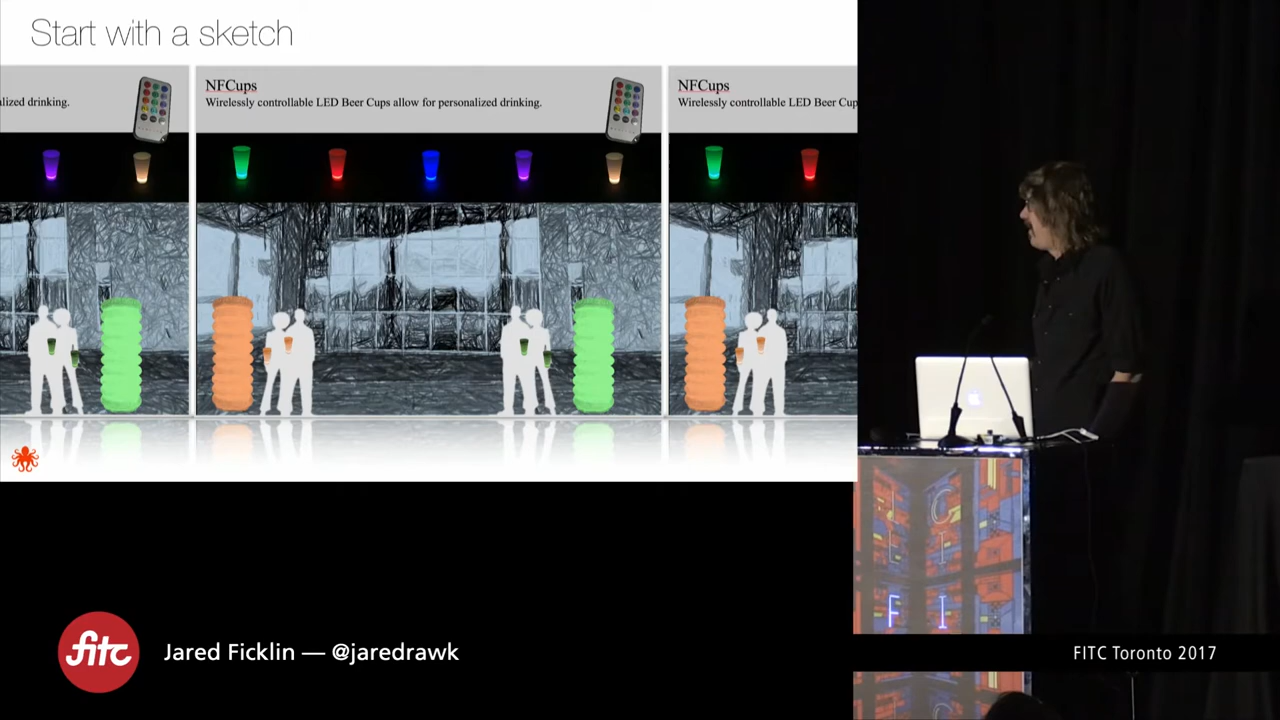 Start with a sketch
alized drinking.
NFCups
Wirelessly controllable LED Beer Cups allow for personalized drinking.
NFCups
Wirelessly controllable LED Beer Cup
I C
I I
F I
fitc
Jared Ficklin — @jaredrawk
FITC Toronto 2017